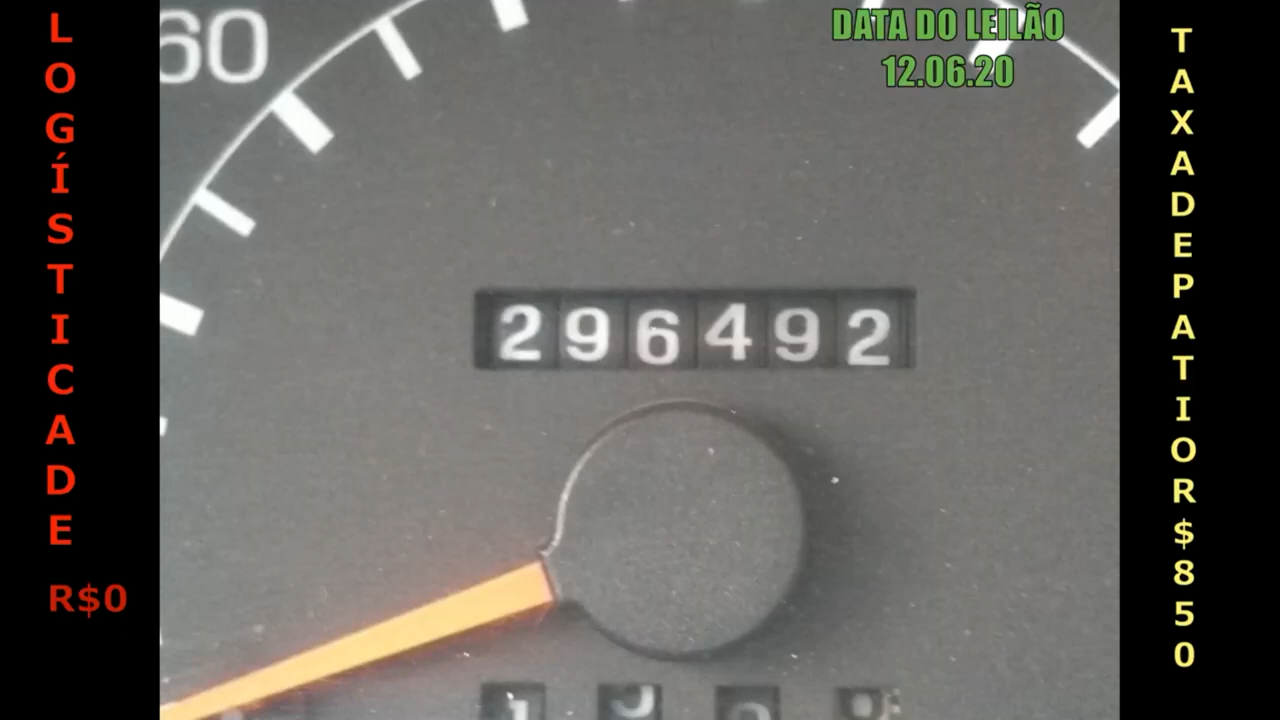 LOGÍSTICA DE
R$0
60
DATA DO LEILÃO
12.06.20
296492
TAXA DE PATIO R$850